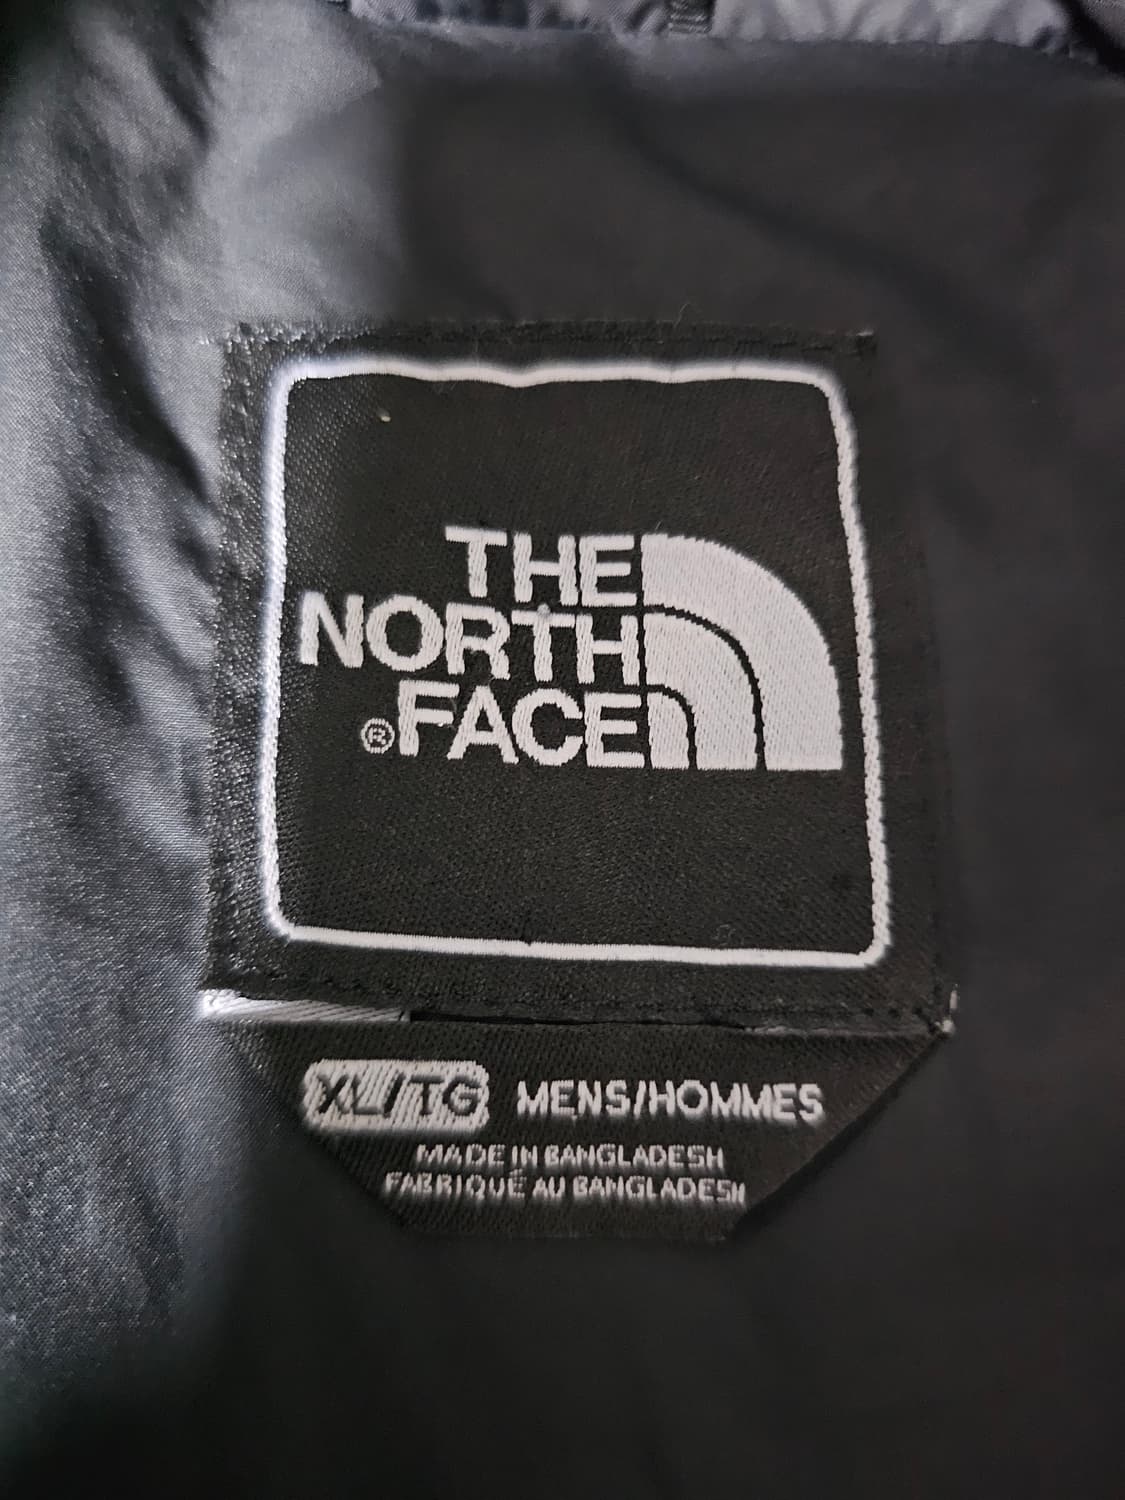 THE
NORTH
®FACE
XL/TG MENS/HOMMES
MADE IN BANGLADESH
FABRIQUÉ AU BANGLADESH